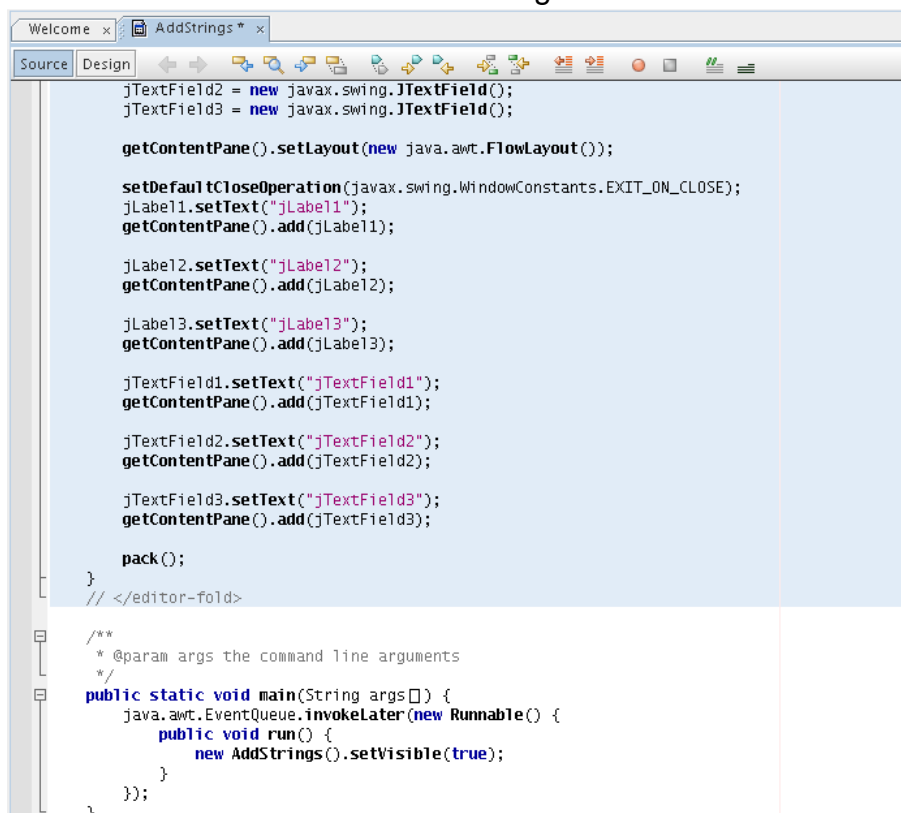 Welcome x AddStrings * x
Source Design
jTextField2 = new javax.swing.JTextField();
jTextField3 = new javax.swing.JTextField();
getContentPane().setLayout(new java.awt.FlowLayout());
setDefaultCloseOperation(javax.swing.WindowConstants.EXIT_ON_CLOSE);
jLabel1.setText("jLabel1");
getContentPane().add(jLabel1);
jLabel2.setText("jLabel2");
getContentPane().add(jLabel2);
jLabel3.setText("jLabel3");
getContentPane().add(jLabel3);
jTextField1.setText("jTextField1");
getContentPane().add(jTextField1);
jTextField2.setText("jTextField2");
getContentPane().add(jTextField2);
jTextField3.setText("jTextField3");
getContentPane().add(jTextField3);
pack();
}
// </editor-fold>
/**
* @param args the command line arguments
*/
public static void main(String args[]) {
java.awt.EventQueue.invokeLater(new Runnable() {
public void run() {
new AddStrings().setVisible(true);
}
});
}